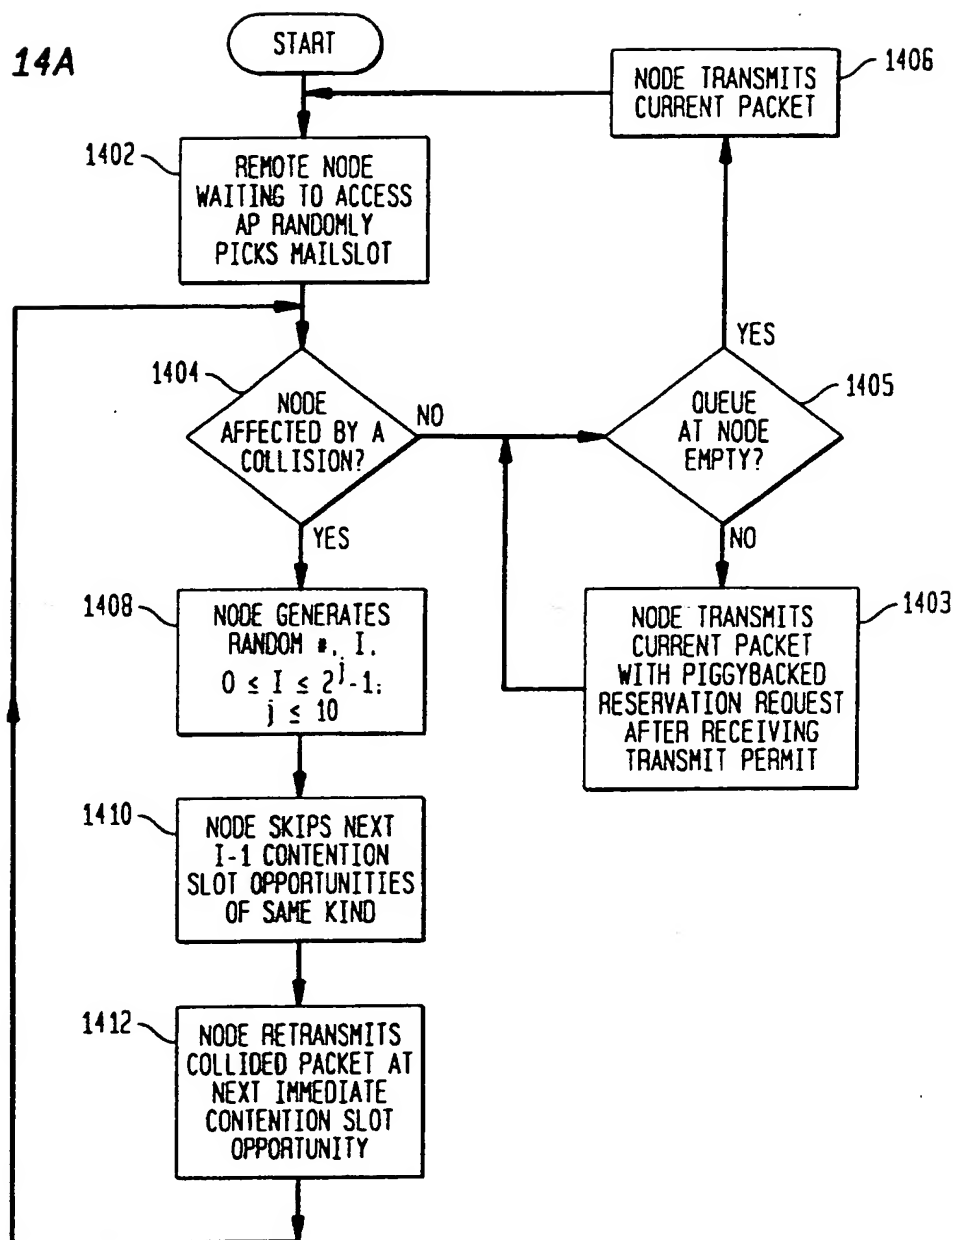 14A
START
NODE TRANSMITS
CURRENT PACKET
1406
1402
REMOTE NODE
WAITING TO ACCESS
AP RANDOMLY
PICKS MAILSLOT
1404
NODE
AFFECTED BY A
COLLISION?
NO
YES
QUEUE
AT NODE
EMPTY?
1405
YES
NO
1408
NODE GENERATES
RANDOM #, I,
0 ≤ I ≤ 2^j-1;
j ≤ 10
NODE TRANSMITS
CURRENT PACKET
WITH PIGGYBACKED
RESERVATION REQUEST
AFTER RECEIVING
TRANSMIT PERMIT
1403
1410
NODE SKIPS NEXT
I-1 CONTENTION
SLOT OPPORTUNITIES
OF SAME KIND
1412
NODE RETRANSMITS
COLLIDED PACKET AT
NEXT IMMEDIATE
CONTENTION SLOT
OPPORTUNITY